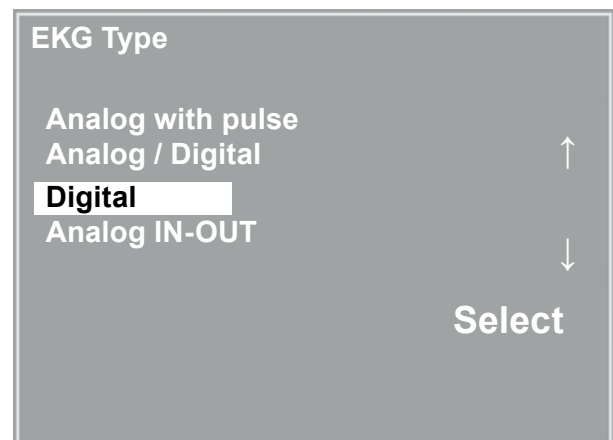 EKG Type
Analog with pulse
Analog / Digital
↑
Digital
Analog IN-OUT
↓
Select